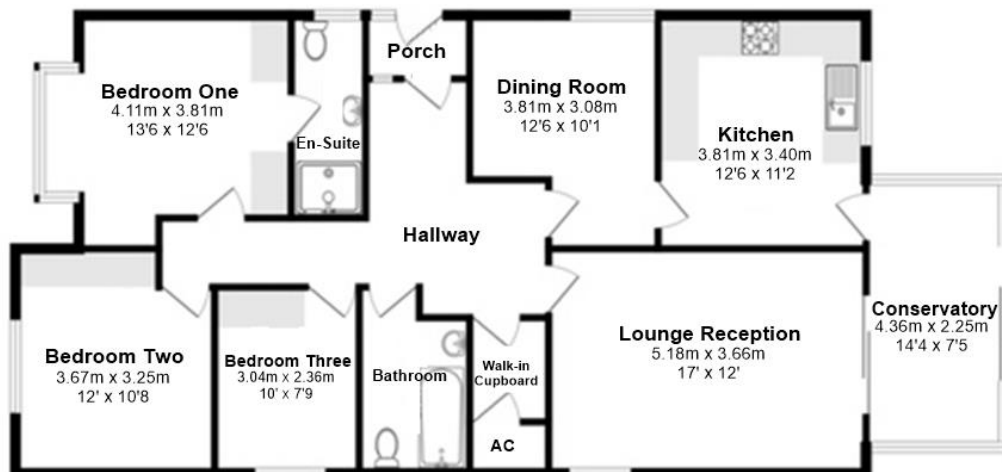 Porch
Bedroom One
4.11m x 3.81m
13'6 x 12'6
En-Suite
Dining Room
3.81m x 3.08m
12'6 x 10'1
Kitchen
3.81m x 3.40m
12'6 x 11'2
Hallway
Bedroom Two
3.67m x 3.25m
12' x 10'8
Bedroom Three
3.04m x 2.36m
10' x 7'9
Bathroom
Walk-in
Cupboard
AC
Lounge Reception
5.18m x 3.66m
17' x 12'
Conservatory
4.36m x 2.25m
14'4 x 7'5